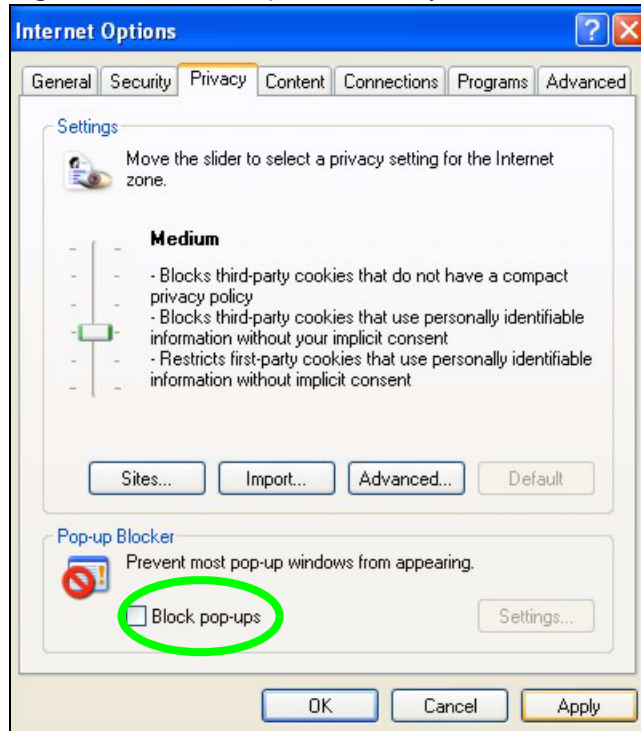 Internet Options
General Security Privacy Content Connections Programs Advanced
Settings
Move the slider to select a privacy setting for the Internet
zone.
Medium
- Blocks third-party cookies that do not have a compact
privacy policy
- Blocks third-party cookies that use personally identifiable
information without your implicit consent
- Restricts first-party cookies that use personally identifiable
information without implicit consent
Sites... Import... Advanced... Default
Pop-up Blocker
Prevent most pop-up windows from appearing.
Block pop-ups Settings...
OK Cancel Apply